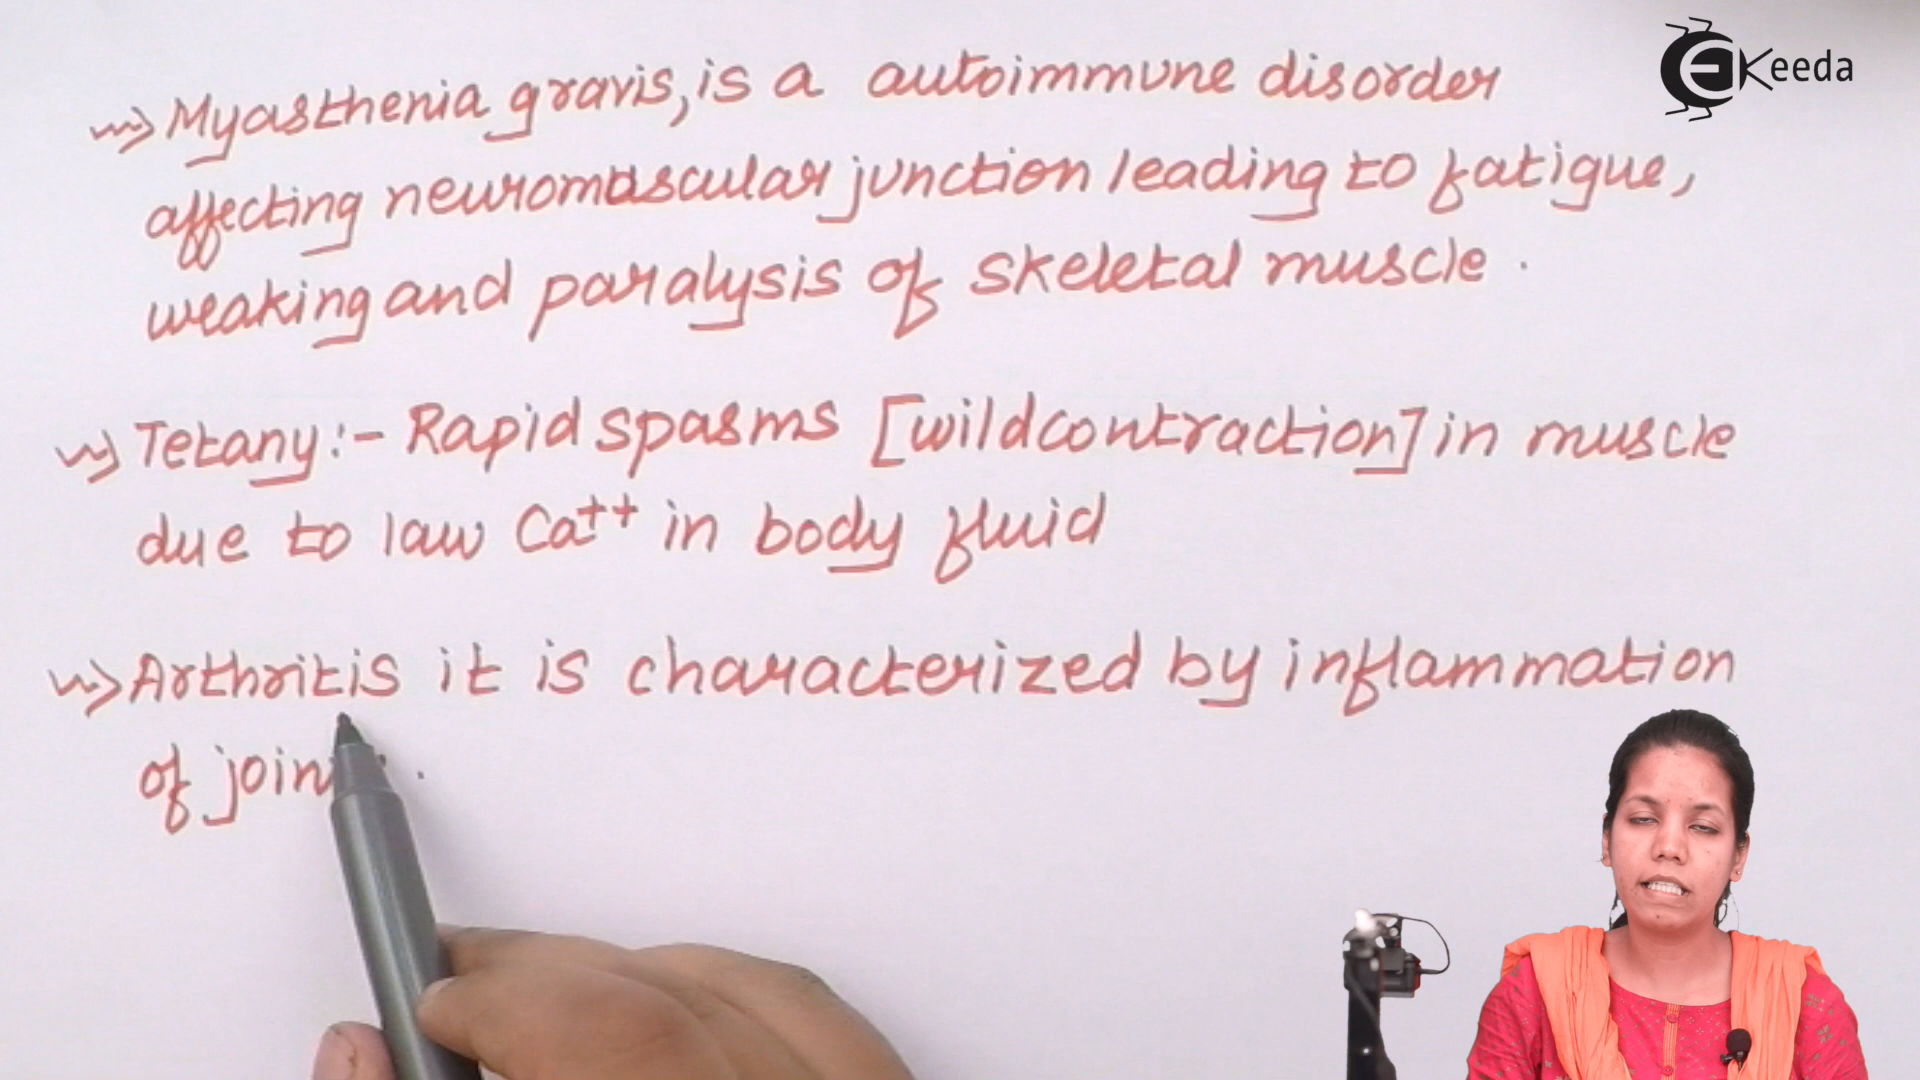 Myasthenia gravis, is a autoimmune disorder
affecting neuromuscular junction leading to fatigue,
weaking and paralysis of skeletal muscle.
Tetany:- Rapid spasms [wildcontraction] in muscle
due to law Ca++ in body fluid
Arthritis it is characterized by inflammation
of
EKeeda